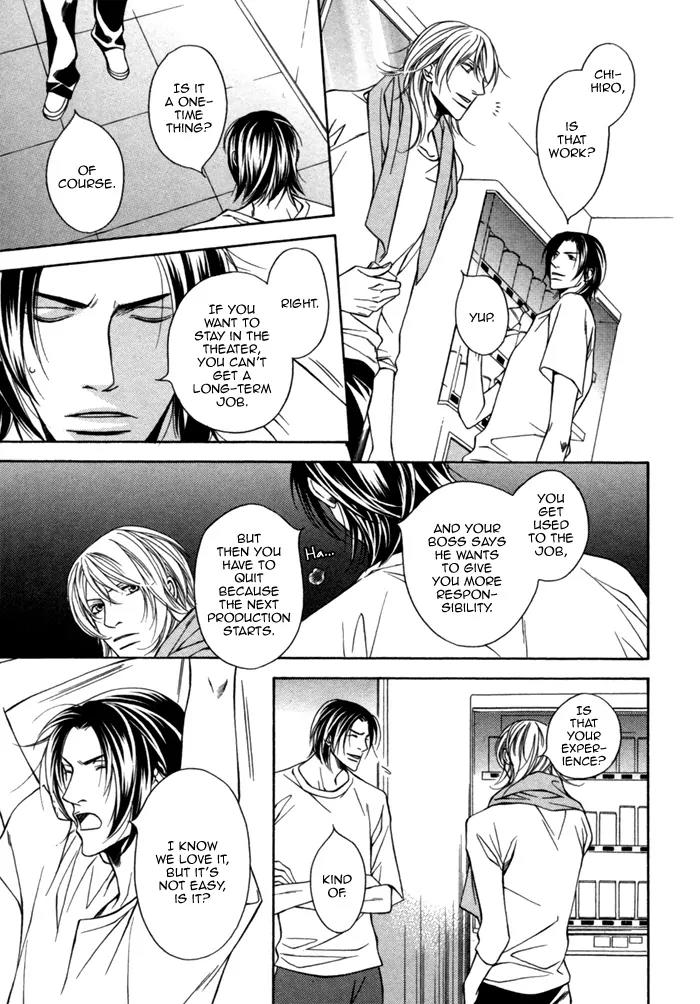 CHI-
HIRO,
IS
THAT
WORK?
YUP.
IS IT
A ONE-
TIME
THING?
OF
COURSE.
RIGHT.
IF YOU
WANT TO
STAY IN THE
THEATER,
YOU CAN'T
GET A
LONG-TERM
JOB.
YOU
GET
USED
TO THE
JOB,
AND YOUR
BOSS SAYS
HE WANTS
TO GIVE
YOU MORE
RESPON-
SIBILITY.
Ha...
BUT
THEN YOU
HAVE TO
QUIT
BECAUSE
THE NEXT
PRODUCTION
STARTS.
IS
THAT
YOUR
EXPER-
IENCE?
KIND
OF.
I KNOW
WE LOVE IT,
BUT IT'S
NOT EASY,
IS IT?